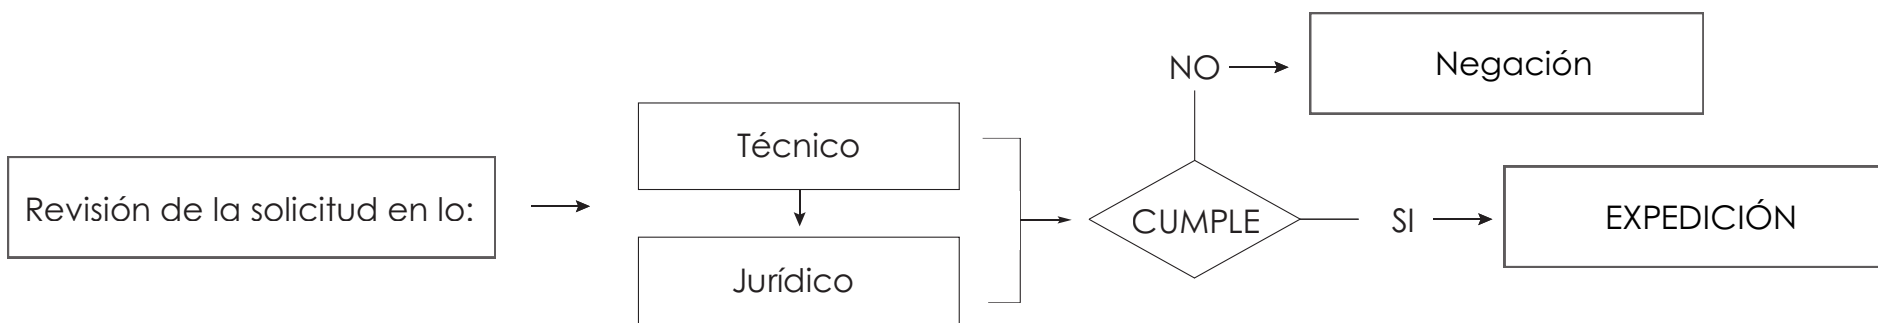 Revisión de la solicitud en lo:
Técnico
Jurídico
CUMPLE
NO
Negación
SI
EXPEDICIÓN